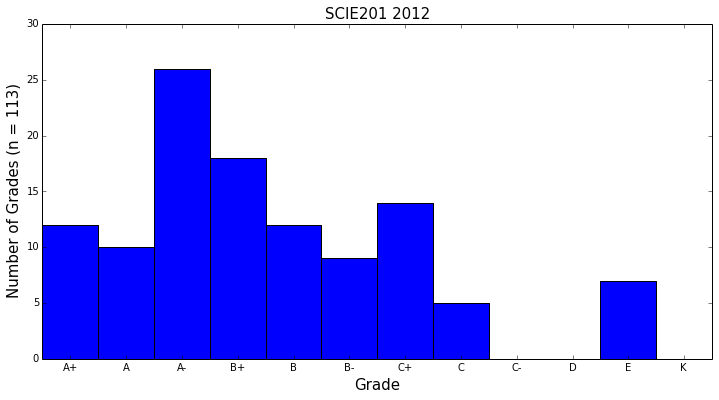 SCIE201 2012
Number of Grades (n = 113)
30
25
20
15
10
5
0
A+ A A- B+ B B- C+ C C- D E K
Grade